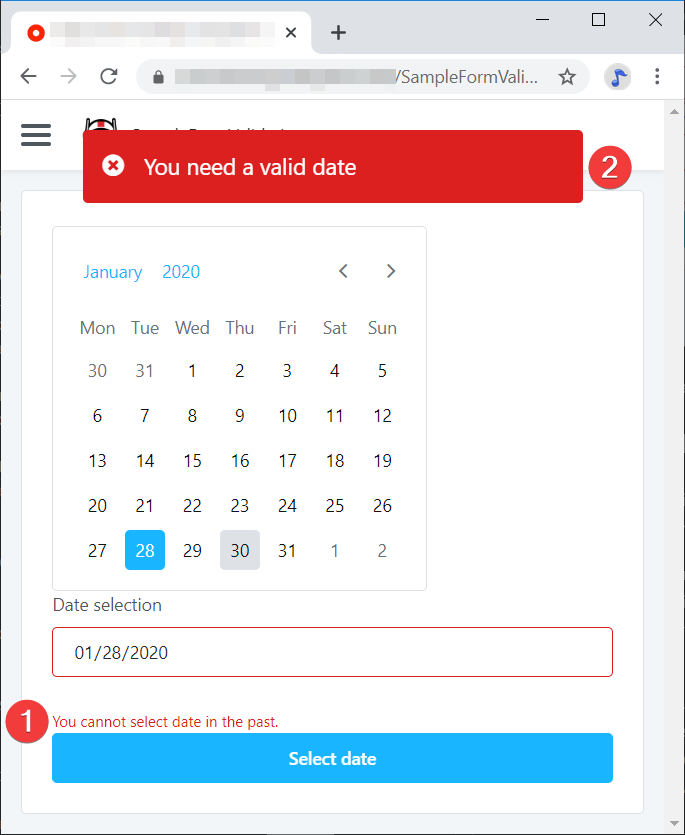 /SampleFormVali...
You need a valid date
2
January 2020
Mon Tue Wed Thu Fri Sat Sun
30 31 1 2 3 4 5
6 7 8 9 10 11 12
13 14 15 16 17 18 19
20 21 22 23 24 25 26
27 28 29 30 31 1 2
Date selection
01/28/2020
1
You cannot select date in the past.
Select date